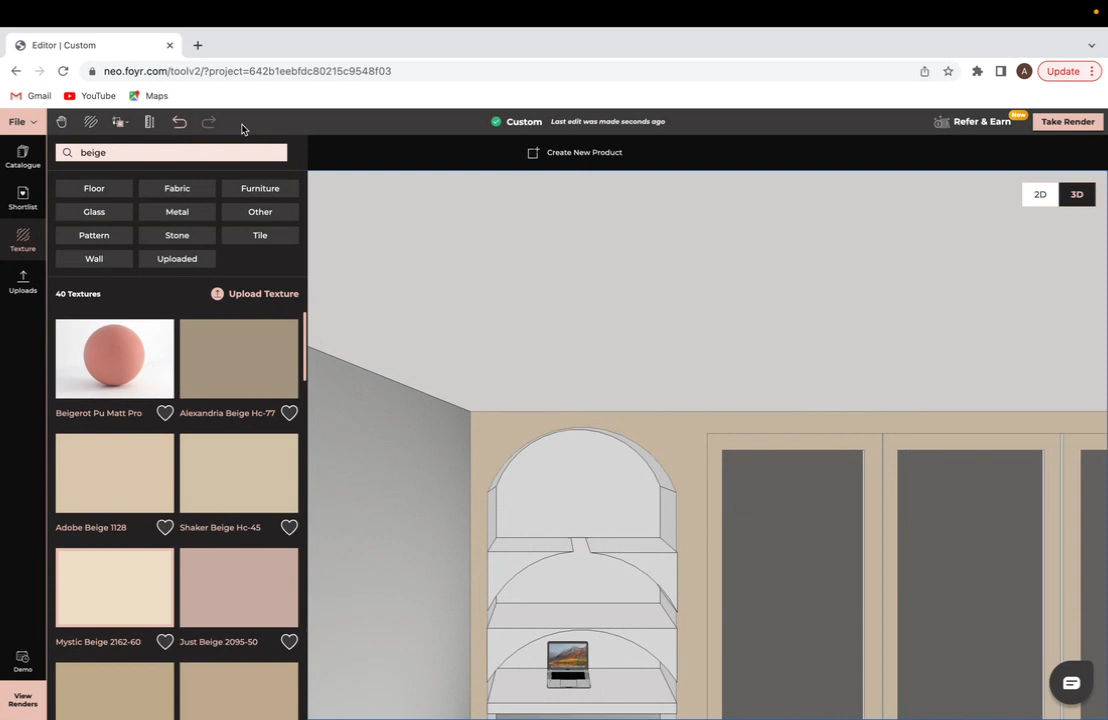 Editor | Custom
neo.foyr.com/toolv2/?project=642b1eebfdc80215c9548f03
A
Update
Gmail
YouTube
Maps
File
Custom
Last edit was made seconds ago
Refer & Earn
New
Take Render
Catalogue
Shortlist
Texture
Uploads
Demo
View
Renders
beige
Create New Product
Floor
Fabric
Furniture
Glass
Metal
Other
Pattern
Stone
Tile
Wall
Uploaded
40 Textures
Upload Texture
Beigerot Pu Matt Pro
Alexandria Beige Hc-77
Adobe Beige 1128
Shaker Beige Hc-45
Mystic Beige 2162-60
Just Beige 2095-50
2D
3D